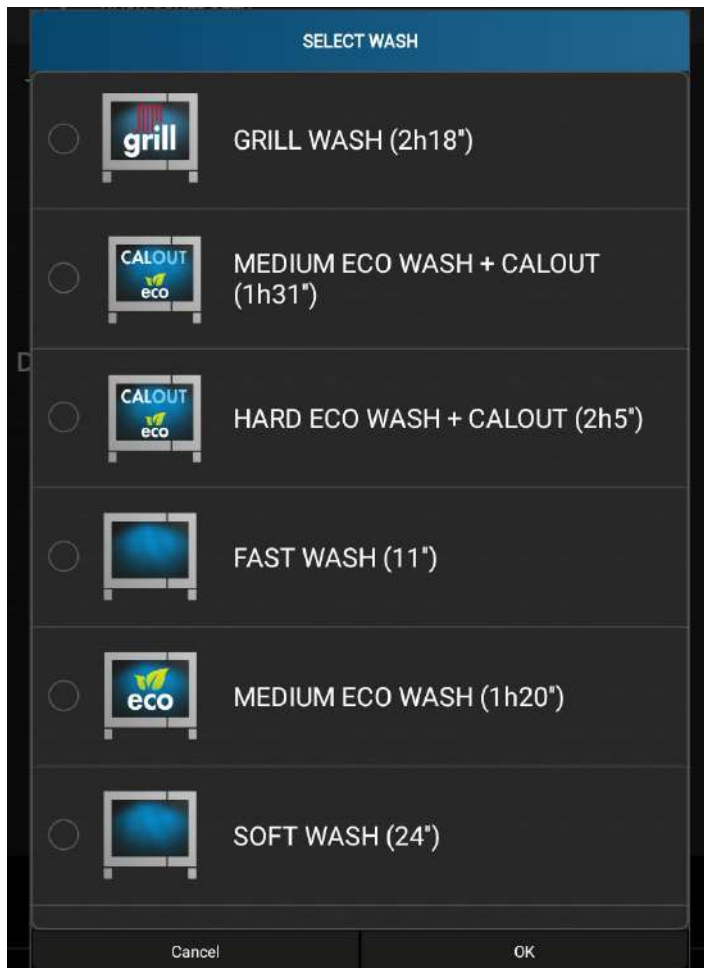 SELECT WASH
grill
GRILL WASH (2h18")
CALOUT
eco
MEDIUM ECO WASH + CALOUT
(1h31")
CALOUT
eco
HARD ECO WASH + CALOUT (2h5")
FAST WASH (11")
eco
MEDIUM ECO WASH (1h20")
SOFT WASH (24")
Cancel
OK